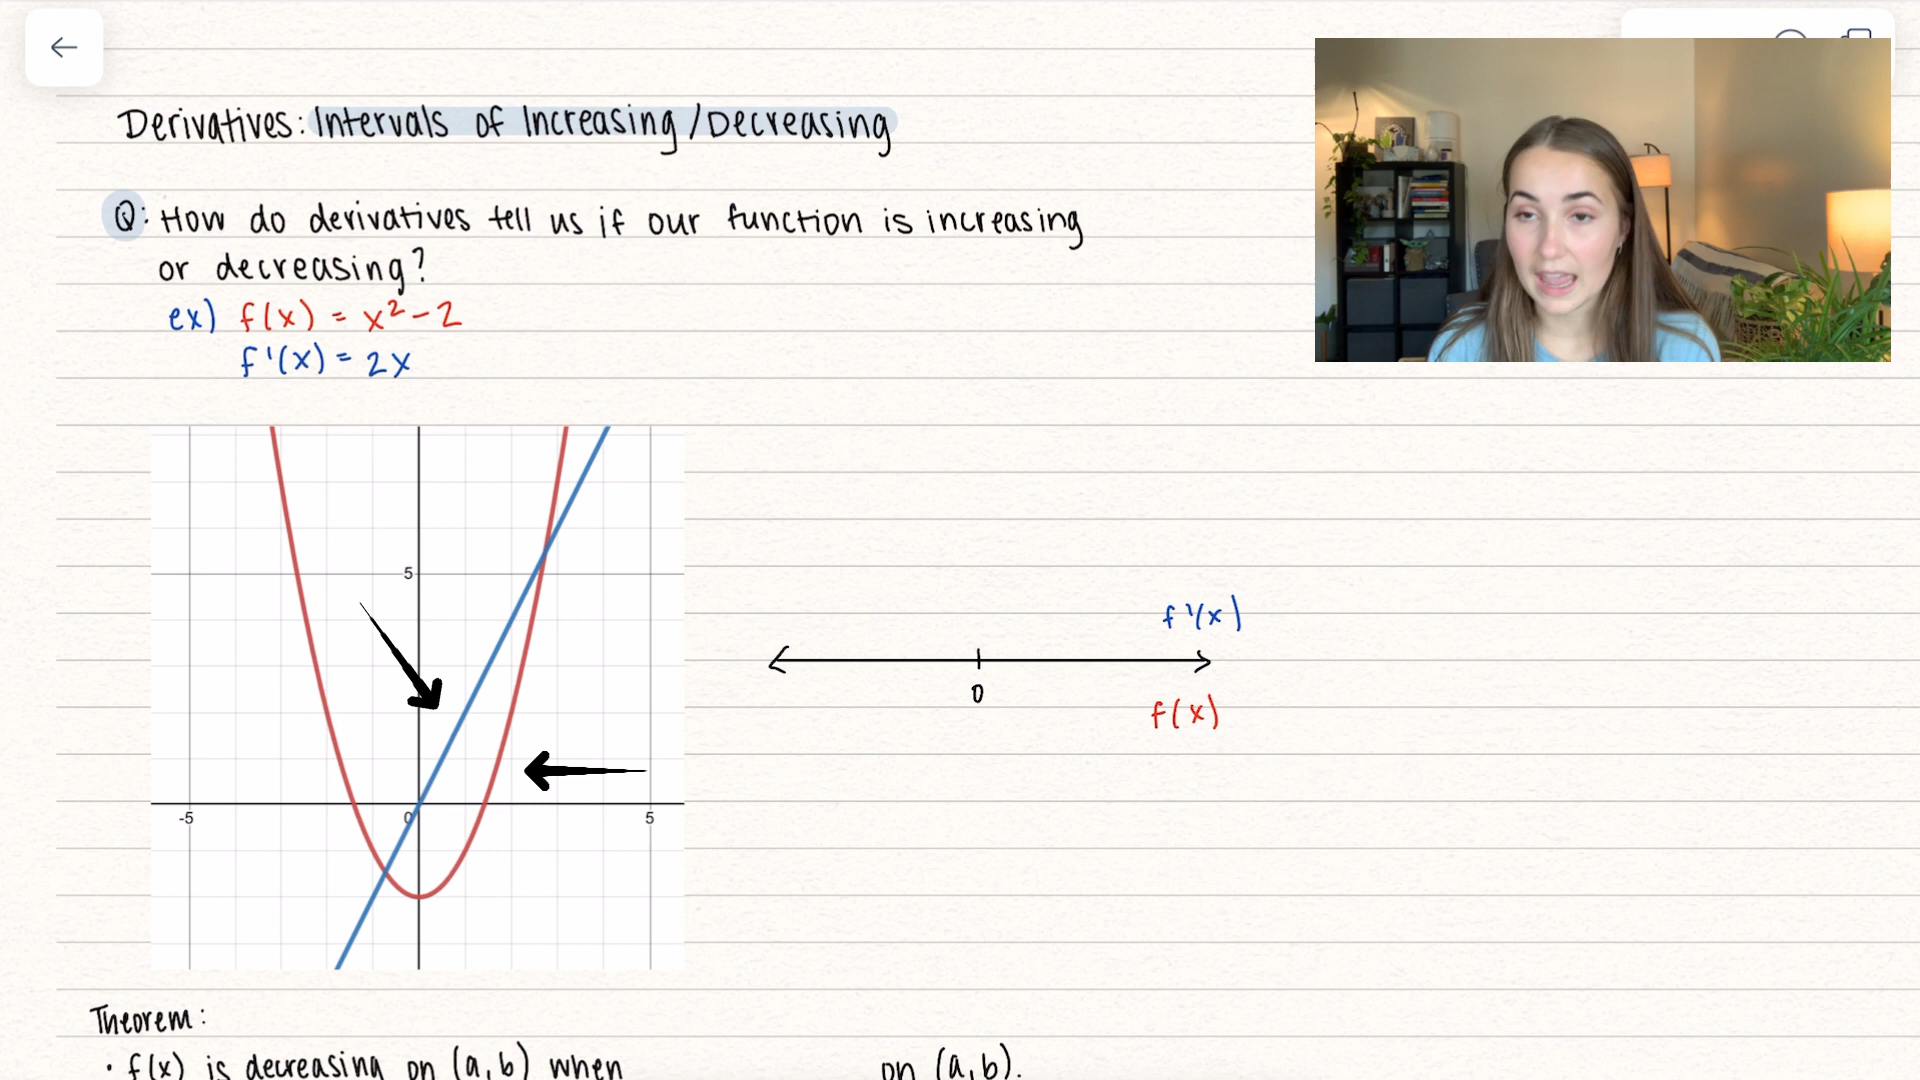 Derivatives: Intervals of Increasing/Decreasing
Q: How do derivatives tell us if our function is increasing
or decreasing?
ex) f(x) = x²-2
f'(x) = 2x
5
-5
0
5
f'(x)
0
f(x)
Theorem:
• f(x) is decreasing on (a,b) when on (a,b).